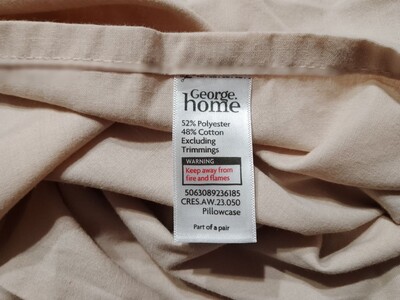 George.
home
52% Polyester
48% Cotton
Excluding
Trimmings
WARNING
Keep away from
fire and flames
5063089236185
CRES.AW.23.050
Pillowcase
Part of a pair